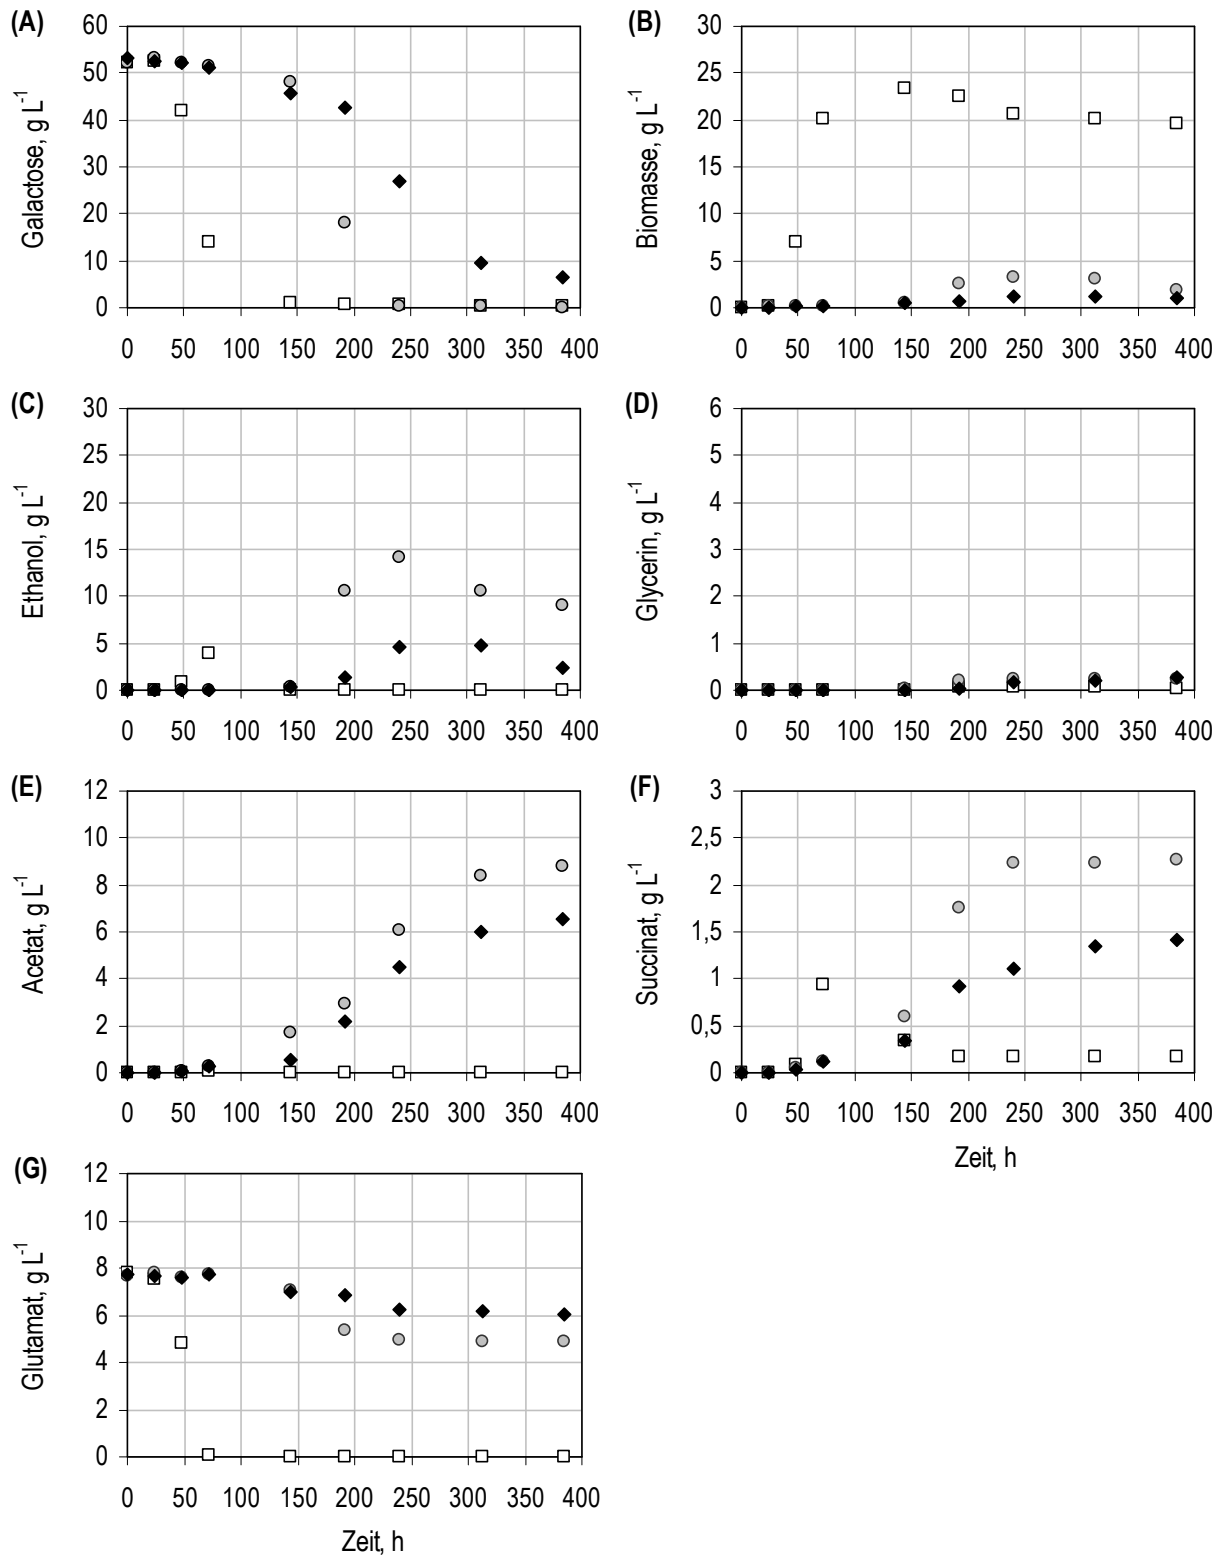 (A)
Galactose, g L⁻¹
60
50
40
30
20
10
0
0 50 100 150 200 250 300 350 400
(B)
Biomasse, g L⁻¹
30
25
20
15
10
5
0
0 50 100 150 200 250 300 350 400
(C)
Ethanol, g L⁻¹
30
25
20
15
10
5
0
0 50 100 150 200 250 300 350 400
(D)
Glycerin, g L⁻¹
6
5
4
3
2
1
0
0 50 100 150 200 250 300 350 400
(E)
Acetat, g L⁻¹
12
10
8
6
4
2
0
0 50 100 150 200 250 300 350 400
(F)
Succinat, g L⁻¹
3
2,5
2
1,5
1
0,5
0
0 50 100 150 200 250 300 350 400
Zeit, h
(G)
Glutamat, g L⁻¹
12
10
8
6
4
2
0
0 50 100 150 200 250 300 350 400
Zeit, h